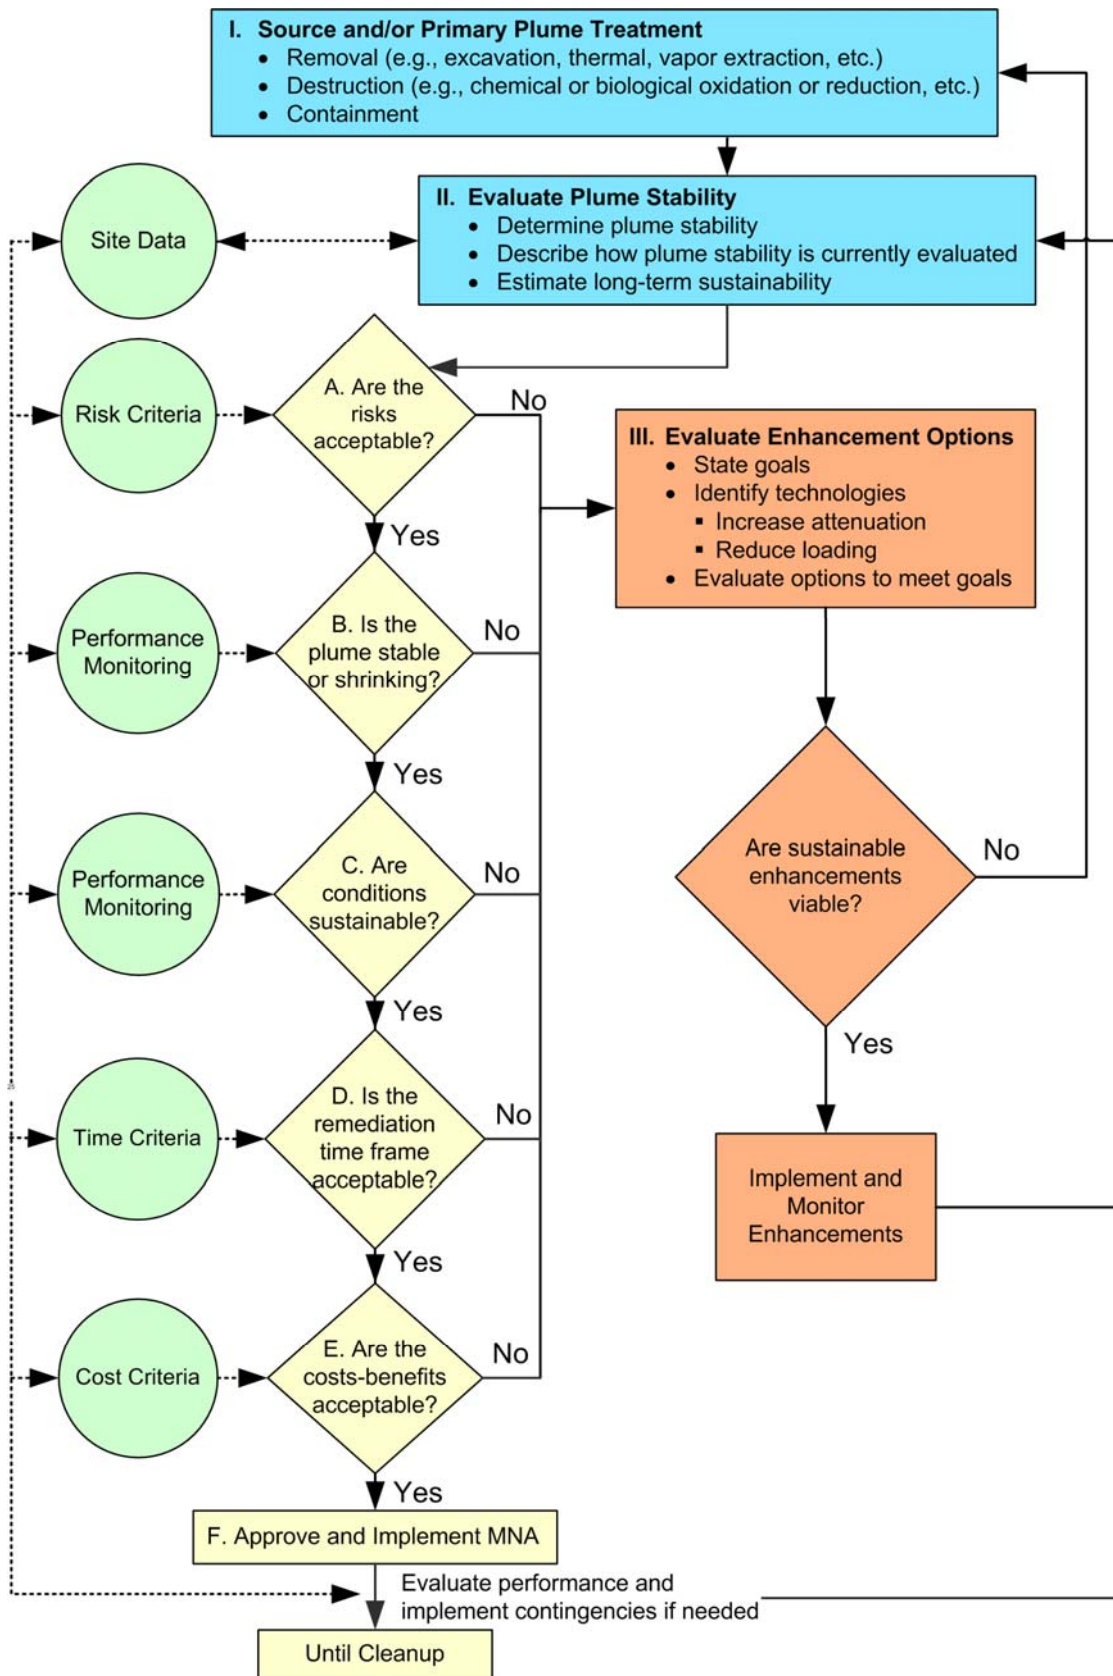 I. Source and/or Primary Plume Treatment
• Removal (e.g., excavation, thermal, vapor extraction, etc.)
• Destruction (e.g., chemical or biological oxidation or reduction, etc.)
• Containment
II. Evaluate Plume Stability
• Determine plume stability
• Describe how plume stability is currently evaluated
• Estimate long-term sustainability
Site Data
Risk Criteria
A. Are the
risks
acceptable?
No
Yes
III. Evaluate Enhancement Options
• State goals
• Identify technologies
▪ Increase attenuation
▪ Reduce loading
• Evaluate options to meet goals
Performance
Monitoring
B. Is the
plume stable
or shrinking?
No
Yes
Performance
Monitoring
C. Are
conditions
sustainable?
No
Yes
Are sustainable
enhancements
viable?
No
Yes
Time Criteria
D. Is the
remediation
time frame
acceptable?
No
Yes
Implement and
Monitor
Enhancements
Cost Criteria
E. Are the
costs-benefits
acceptable?
No
Yes
F. Approve and Implement MNA
Evaluate performance and
implement contingencies if needed
Until Cleanup